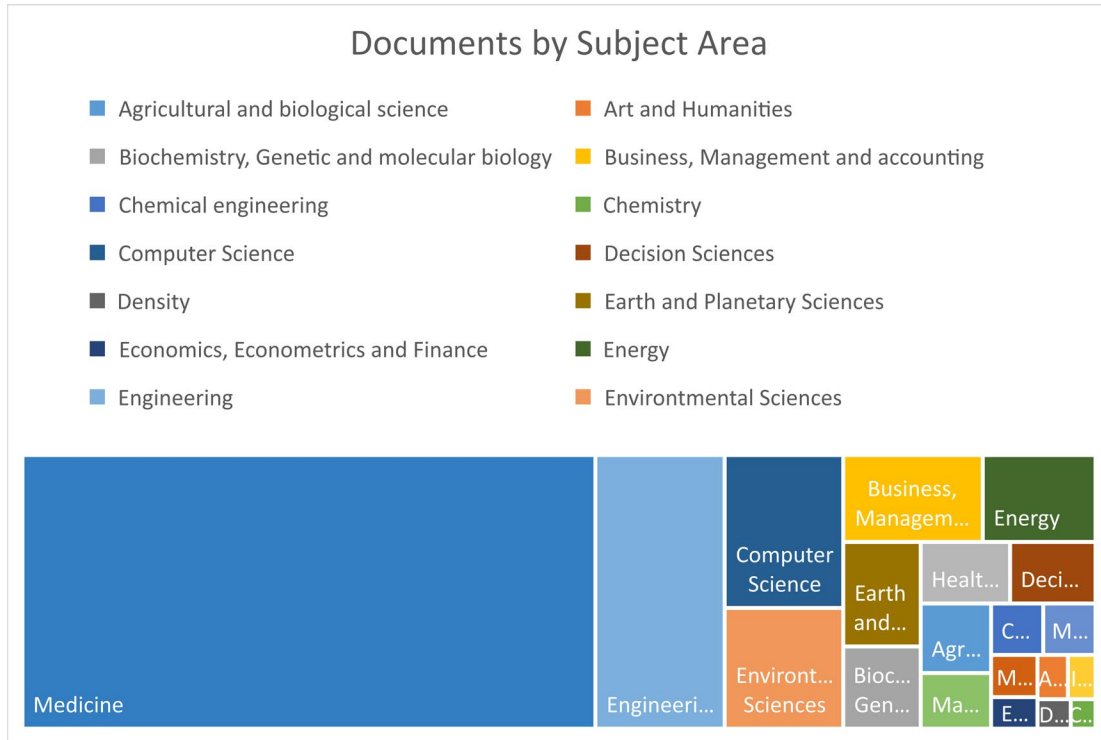 Documents by Subject Area
Agricultural and biological science
Art and Humanities
Biochemistry, Genetic and molecular biology
Business, Management and accounting
Chemical engineering
Chemistry
Computer Science
Decision Sciences
Density
Earth and Planetary Sciences
Economics, Econometrics and Finance
Energy
Engineering
Environtmental Sciences
Medicine
Engineeri...
Computer
Science
Environt...
Sciences
Business,
Managem...
Energy
Earth
and...
Healt...
Deci...
Bioc...
Gen...
Agr...
Ma...
C...
M...
M...
A...
I...
E...
D...
C...